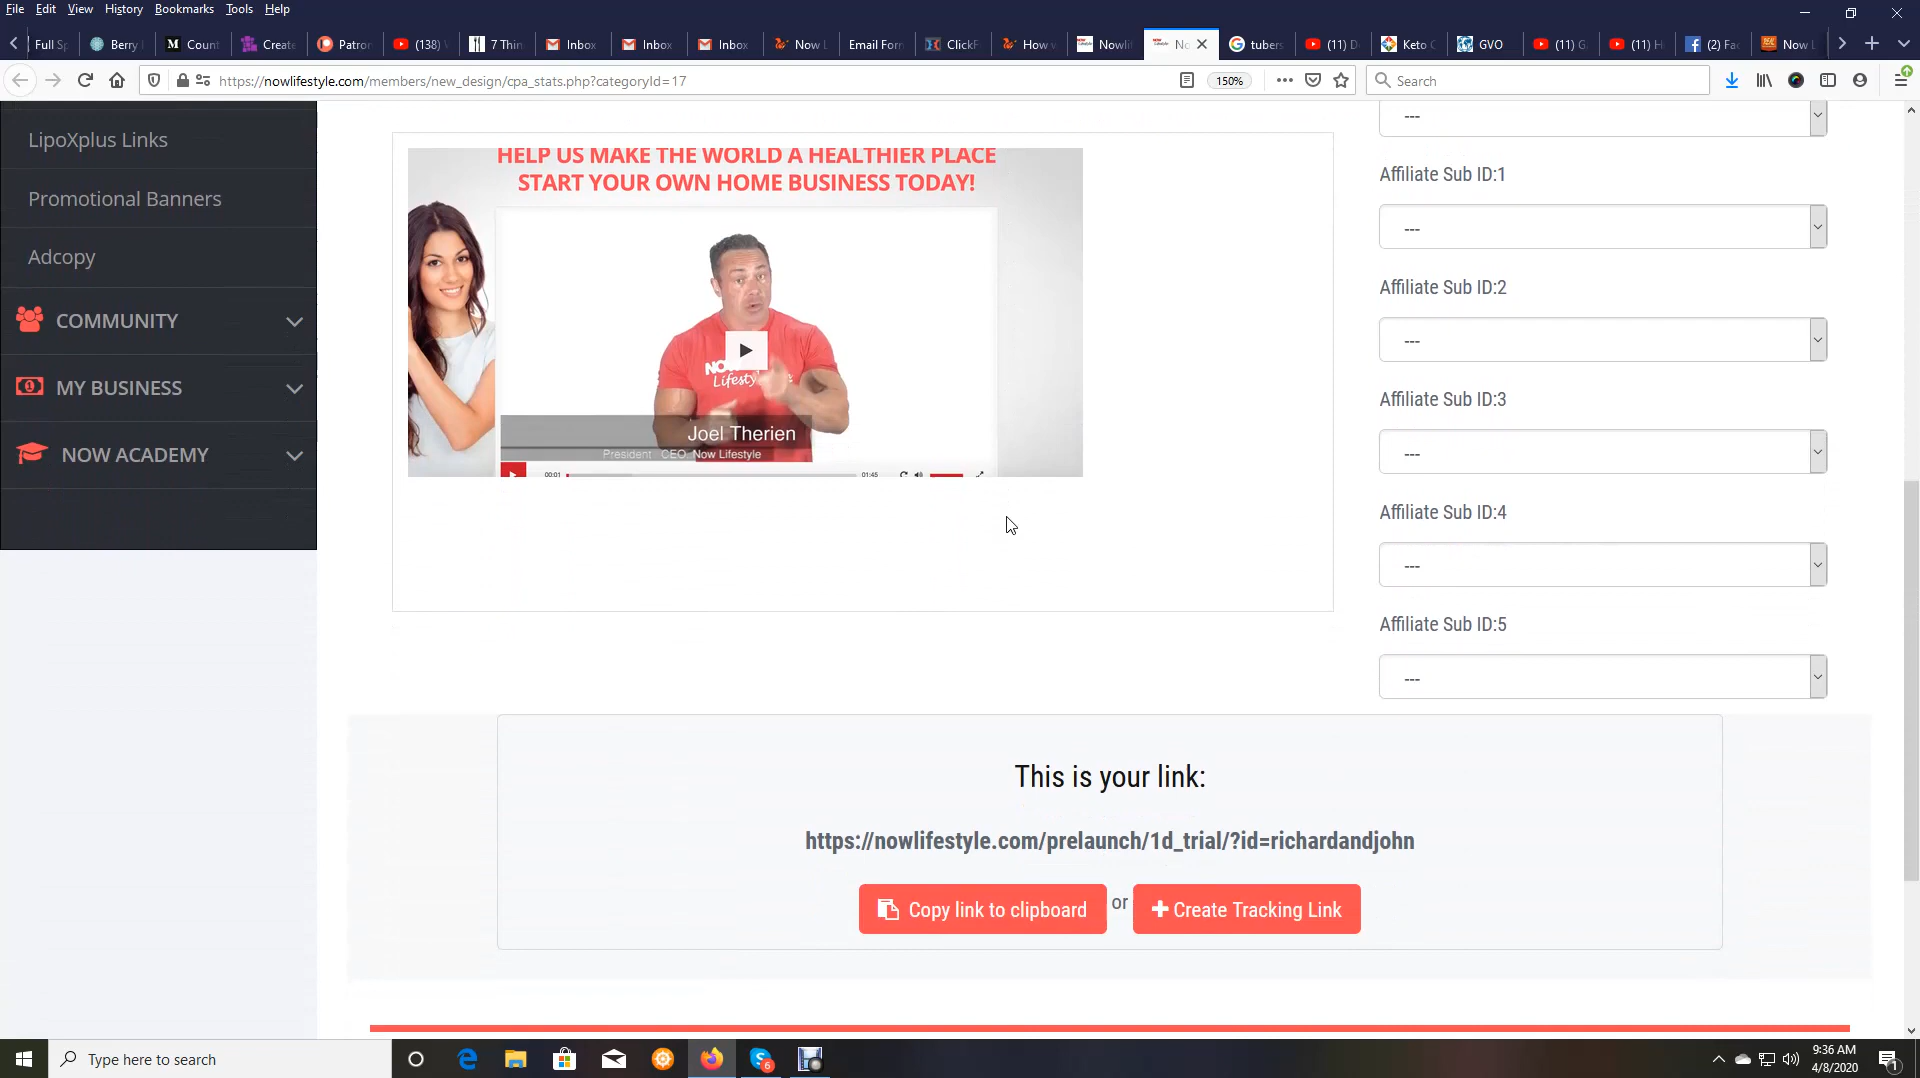 File Edit View History Bookmarks Tools Help
Full Sp
Berry
Count
Create
Patron
(138)
7 Thin
Inbox
Inbox
Inbox
Now L
Email Form
ClickF
How
Nowli
No
tubers
(11) D
Keto C
GVO
(11) G
(11) H
(2) Fac
Now L
https://nowlifestyle.com/members/new_design/cpa_stats.php?categoryId=17
150%
Search
LipoXplus Links
Promotional Banners
Adcopy
COMMUNITY
MY BUSINESS
NOW ACADEMY
HELP US MAKE THE WORLD A HEALTHIER PLACE
START YOUR OWN HOME BUSINESS TODAY!
Joel Therien
President CEO, Now Lifestyle
00:01
01:45
---
Affiliate Sub ID:1
---
Affiliate Sub ID:2
---
Affiliate Sub ID:3
---
Affiliate Sub ID:4
---
Affiliate Sub ID:5
---
This is your link:
https://nowlifestyle.com/prelaunch/1d_trial/?id=richardandjohn
Copy link to clipboard or Create Tracking Link
Type here to search
6
9:36 AM
4/8/2020
1